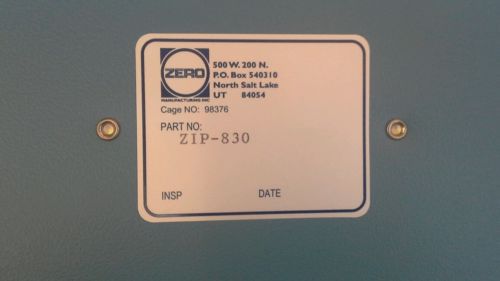 ZERO
MANUFACTURING INC
500 W. 200 N.
P.O. Box 540310
North Salt Lake
UT 84054
Cage NO: 98376
PART NO:
ZIP-830
INSP DATE